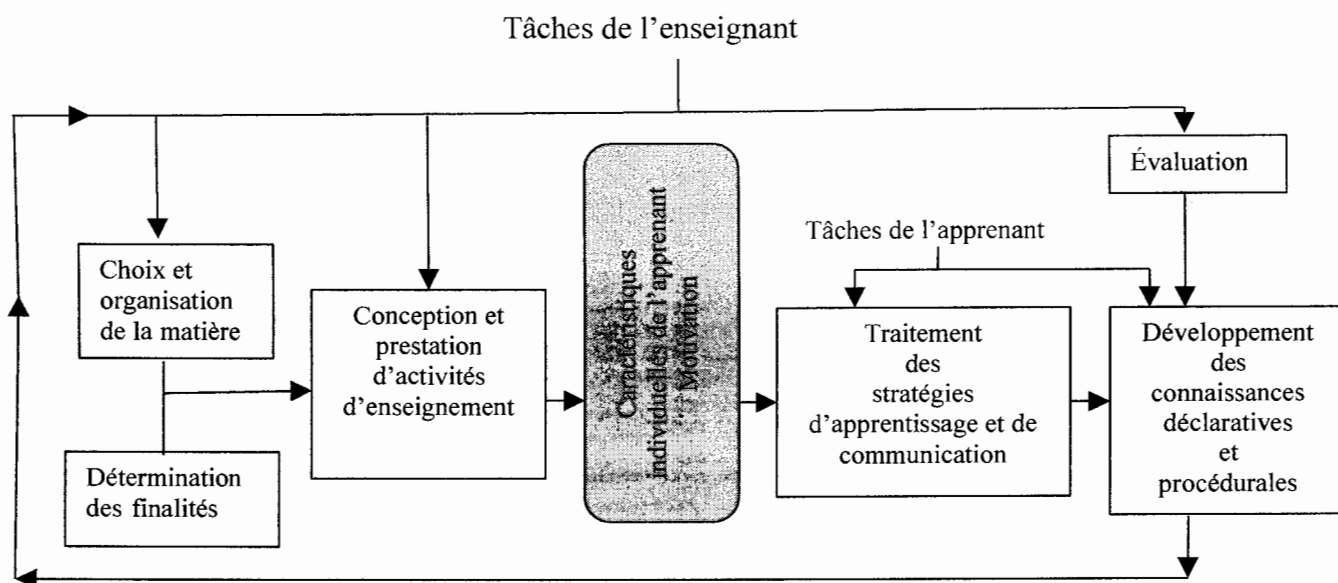 Tâches de l'enseignant
Évaluation
Tâches de l'apprenant
Choix et
organisation
de la matière
Conception et
prestation
d'activités
d'enseignement
Caractéristiques
individuelles de l'apprenant
Motivation
Traitement
des
stratégies
d'apprentissage et de
communication
Développement
des
connaissances
déclaratives
et
procédurales
Détermination
des finalités